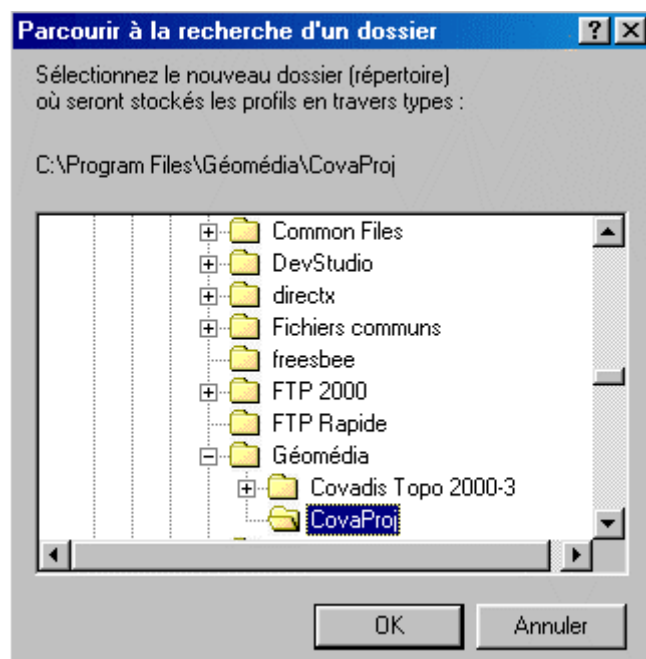 Parcourir à la recherche d'un dossier
Sélectionnez le nouveau dossier (répertoire)
où seront stockés les profils en travers types :
C:\Program Files\Géomédia\CovaProj
Common Files
DevStudio
directx
Fichiers communs
freesbee
FTP 2000
FTP Rapide
Géomédia
Covadis Topo 2000-3
CovaProj
OK Annuler